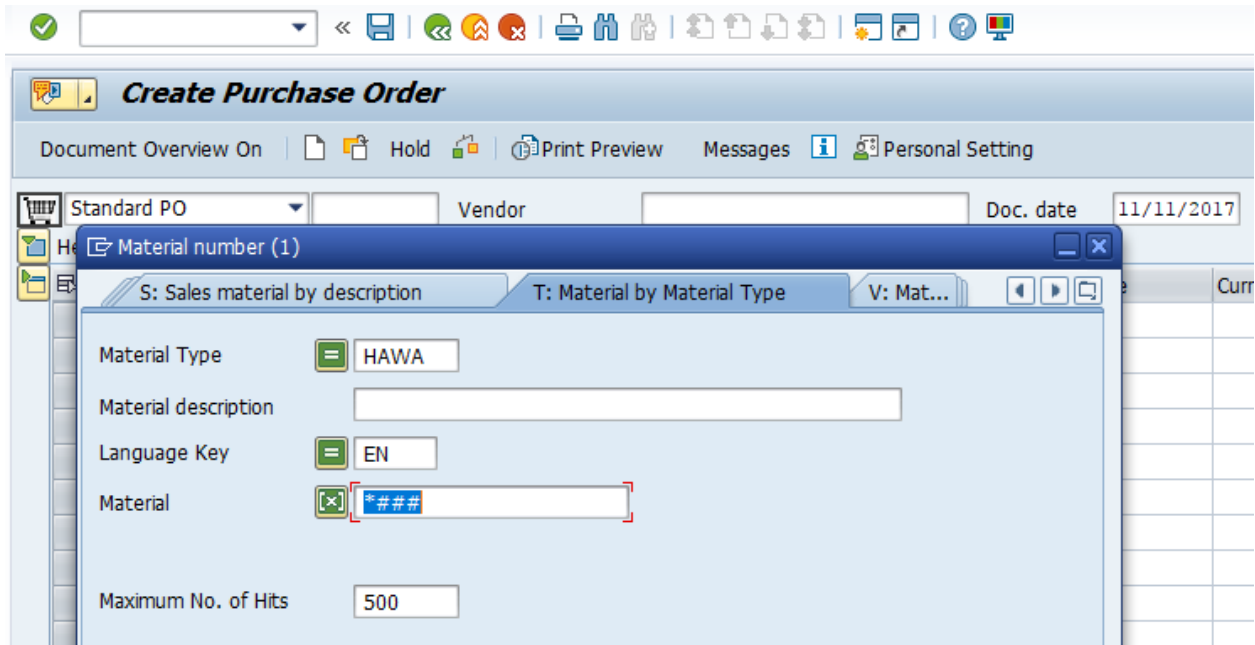 Create Purchase Order
Document Overview On Hold Print Preview Messages Personal Setting
Standard PO Vendor Doc. date 11/11/2017
Material number (1)
S: Sales material by description T: Material by Material Type V: Mat... Curr
Material Type HAWA
Material description
Language Key EN
Material *###
Maximum No. of Hits 500